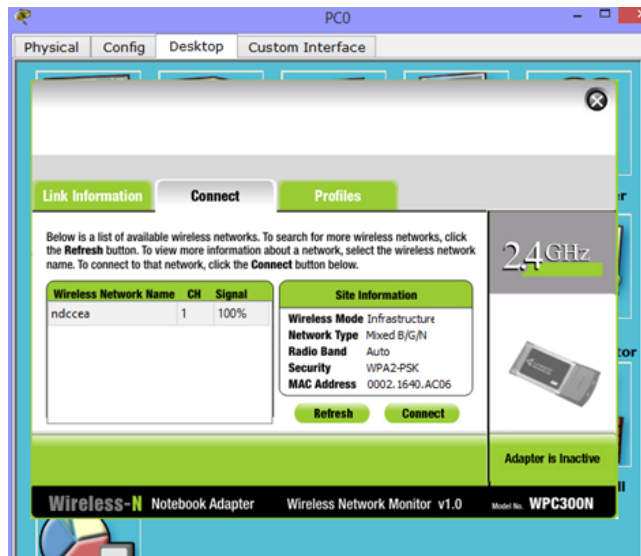 PC0
Physical Config Desktop Custom Interface
Link Information Connect Profiles
Below is a list of available wireless networks. To search for more wireless networks, click
the Refresh button. To view more information about a network, select the wireless network
name. To connect to that network, click the Connect button below.
2.4GHz
Wireless Network Name CH Signal
ndccea 1 100%
Site Information
Wireless Mode Infrastructure
Network Type Mixed B/G/N
Radio Band Auto
Security WPA2-PSK
MAC Address 0002.1640.AC06
Refresh Connect
Adapter is Inactive
Wireless-N Notebook Adapter Wireless Network Monitor v1.0 Model No. WPC300N